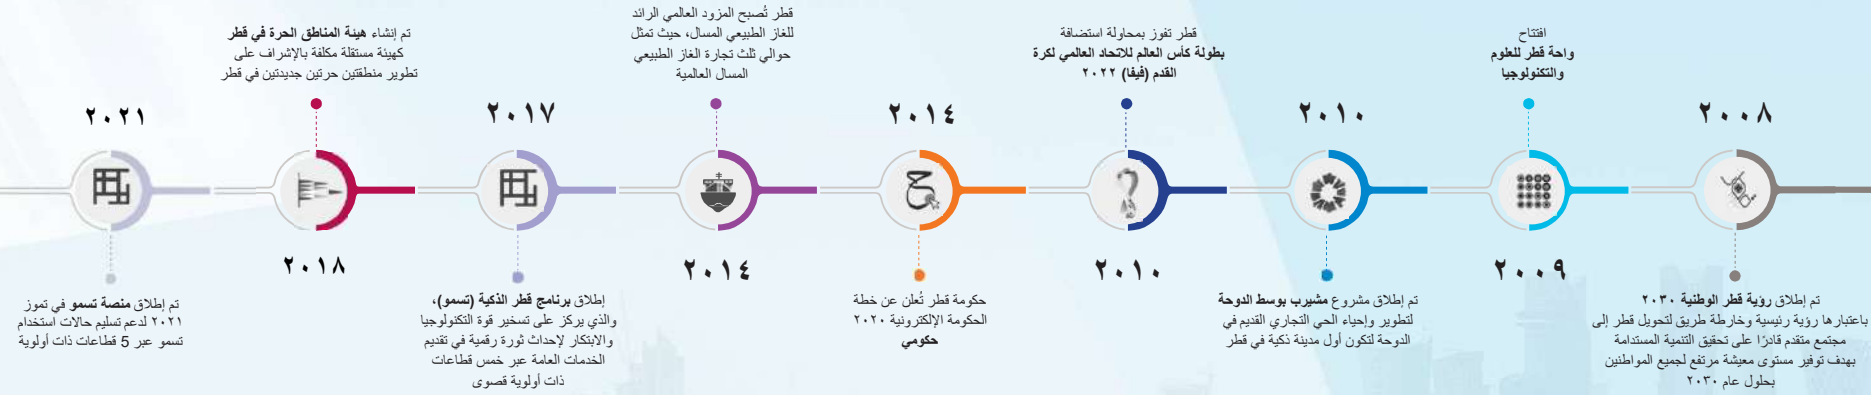 ٢٠٠٨
تم إطلاق رؤية قطر الوطنية ٢٠٣٠
باعتبارها رؤية رئيسية وخارطة طريق لتحويل قطر إلى
مجتمع متقدم قادرًا على تحقيق التنمية المستدامة
بهدف توفير مستوى معيشة مرتفع لجميع المواطنين
بحلول عام ٢٠٣٠
افتتاح
واحة قطر للعلوم
والتكنولوجيا
٢٠٠٩
٢٠١٠
تم إطلاق مشروع مشيرب بوسط الدوحة
لتطوير وإحياء الحي التجاري القديم في
الدوحة لتكون أول مدينة ذكية في قطر
قطر تفوز بمحاولة استضافة
بطولة كأس العالم للاتحاد العالمي لكرة
القدم (فيفا) ٢٠٢٢
٢٠١٠
٢٠١٤
حكومة قطر تُعلن عن خطة
الحكومة الإلكترونية ٢٠٢٠
حكومي
قطر تُصبح المزود العالمي الرائد
للغاز الطبيعي المسال، حيث تمثل
حوالي ثلث تجارة الغاز الطبيعي
المسال العالمية
٢٠١٤
٢٠١٧
إطلاق برنامج قطر الذكية (تسمو)،
والذي يركز على تسخير قوة التكنولوجيا
والابتكار لإحداث ثورة رقمية في تقديم
الخدمات العامة عبر خمس قطاعات
ذات أولوية قصوى
تم إنشاء هيئة المناطق الحرة في قطر
كهيئة مستقلة مكلفة بالإشراف على
تطوير منطقتين حرتين جديدتين في قطر
٢٠١٨
٢٠٢١
تم إطلاق منصة تسمو في تموز
٢٠٢١ لدعم تسليم حالات استخدام
تسمو عبر 5 قطاعات ذات أولوية